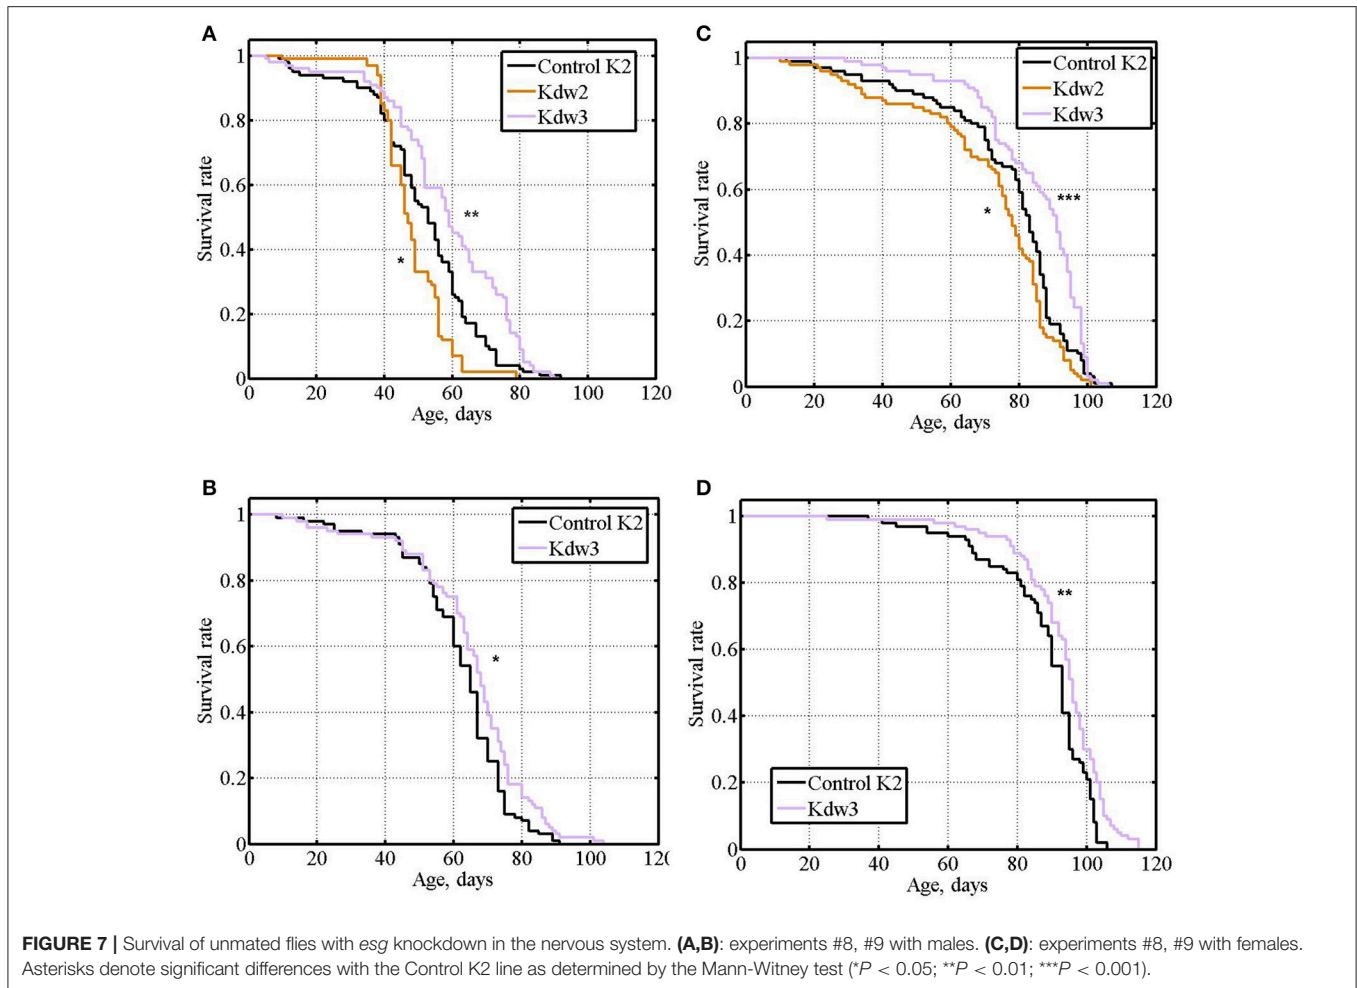 A
1
0.8
0.6
0.4
0.2
0
Survival rate
Control K2
Kdw2
Kdw3
**
*
0 20 40 60 80 100 120
Age, days
C
1
0.8
0.6
0.4
0.2
0
Survival rate
Control K2
Kdw2
Kdw3
***
*
0 20 40 60 80 100 120
Age, days
B
1
0.8
0.6
0.4
0.2
0
Survival rate
Control K2
Kdw3
*
0 20 40 60 80 100 120
Age, days
D
1
0.8
0.6
0.4
0.2
0
Survival rate
**
Control K2
Kdw3
0 20 40 60 80 100 120
Age, days
FIGURE 7 | Survival of unmated flies with esg knockdown in the nervous system. (A,B): experiments #8, #9 with males. (C,D): experiments #8, #9 with females.
Asterisks denote significant differences with the Control K2 line as determined by the Mann-Witney test (*P < 0.05; **P < 0.01; ***P < 0.001).